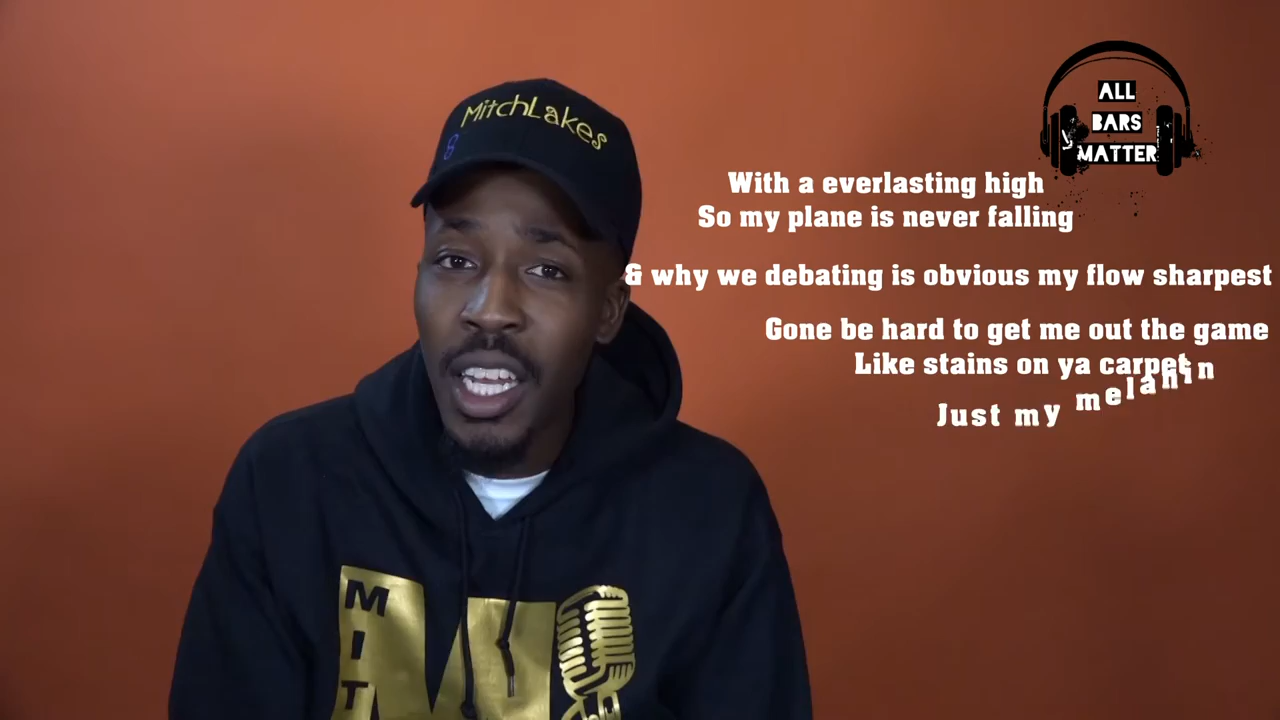 MitchLakes
8
ALL
BARS
MATTER
With a everlasting high
So my plane is never falling
& why we debating is obvious my flow sharpest
Gone be hard to get me out the game
Like stains on ya carpet
Just my melanin
M
I
T